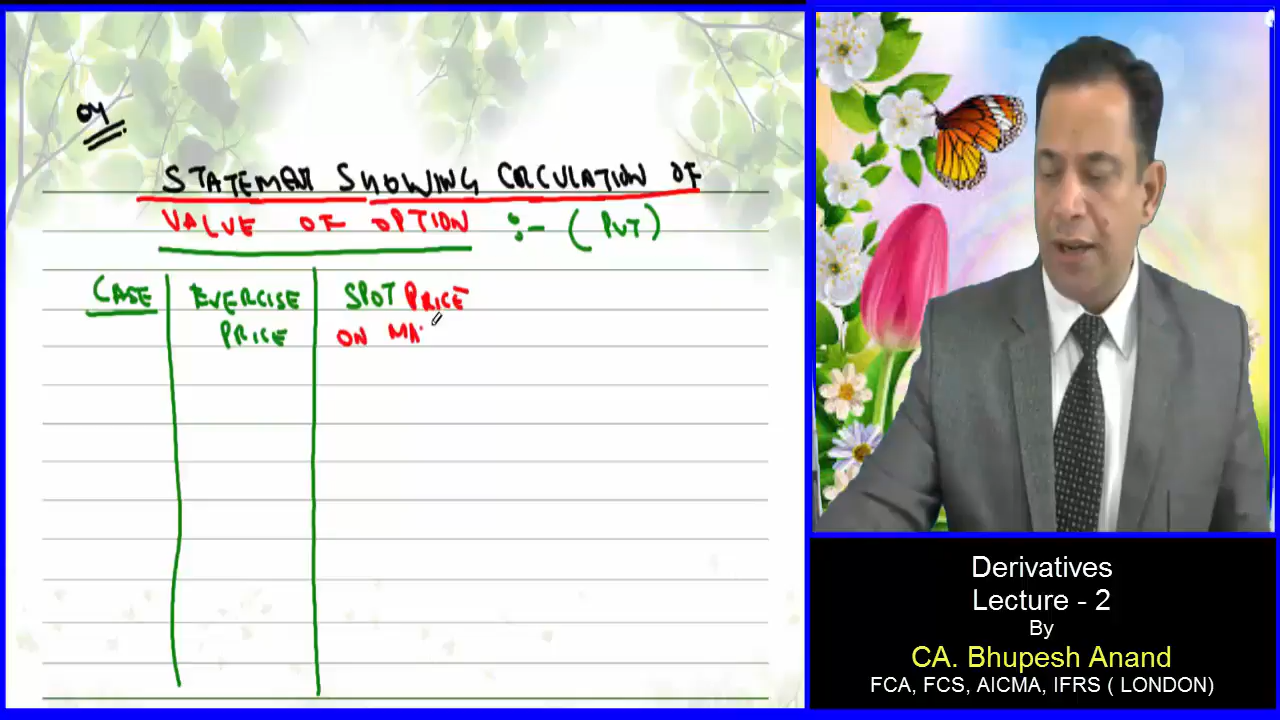 04
STATEMENT SHOWING CALCULATION OF
VALUE OF OPTION :- (PUT)
CASE EXERCISE SPOT PRICE
PRICE ON MA
Derivatives
Lecture - 2
By
CA. Bhupesh Anand
FCA, FCS, AICMA, IFRS ( LONDON)